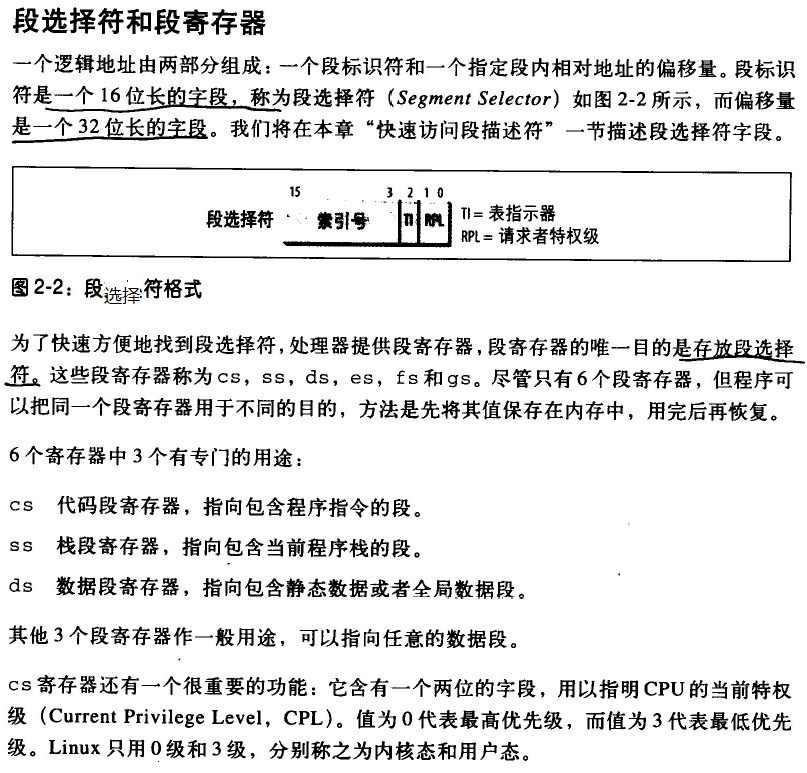 段选择符和段寄存器
一个逻辑地址由两部分组成：一个段标识符和一个指定段内相对地址的偏移量。段标识
符是一个16位长的字段，称为段选择符（Segment Selector）如图2-2所示，而偏移量
是一个32位长的字段。我们将在本章“快速访问段描述符”一节描述段选择符字段。
15 3 2 1 0
段选择符 索引号 TI RPL TI = 表指示器
RPL = 请求者特权级
图2-2：段选择符格式
为了快速方便地找到段选择符，处理器提供段寄存器，段寄存器的唯一目的是存放段选择
符。这些段寄存器称为cs，ss，ds，es，fs和gs。尽管只有6个段寄存器，但程序可
以把同一个段寄存器用于不同的目的，方法是先将其值保存在内存中，用完后再恢复。
6个寄存器中3个有专门的用途：
cs 代码段寄存器，指向包含程序指令的段。
ss 栈段寄存器，指向包含当前程序栈的段。
ds 数据段寄存器，指向包含静态数据或者全局数据段。
其他3个段寄存器作一般用途，可以指向任意的数据段。
cs寄存器还有一个很重要的功能：它含有一个两位的字段，用以指明CPU的当前特权
级（Current Privilege Level，CPL）。值为0代表最高优先级，而值为3代表最低优先
级。Linux只用0级和3级，分别称之为内核态和用户态。